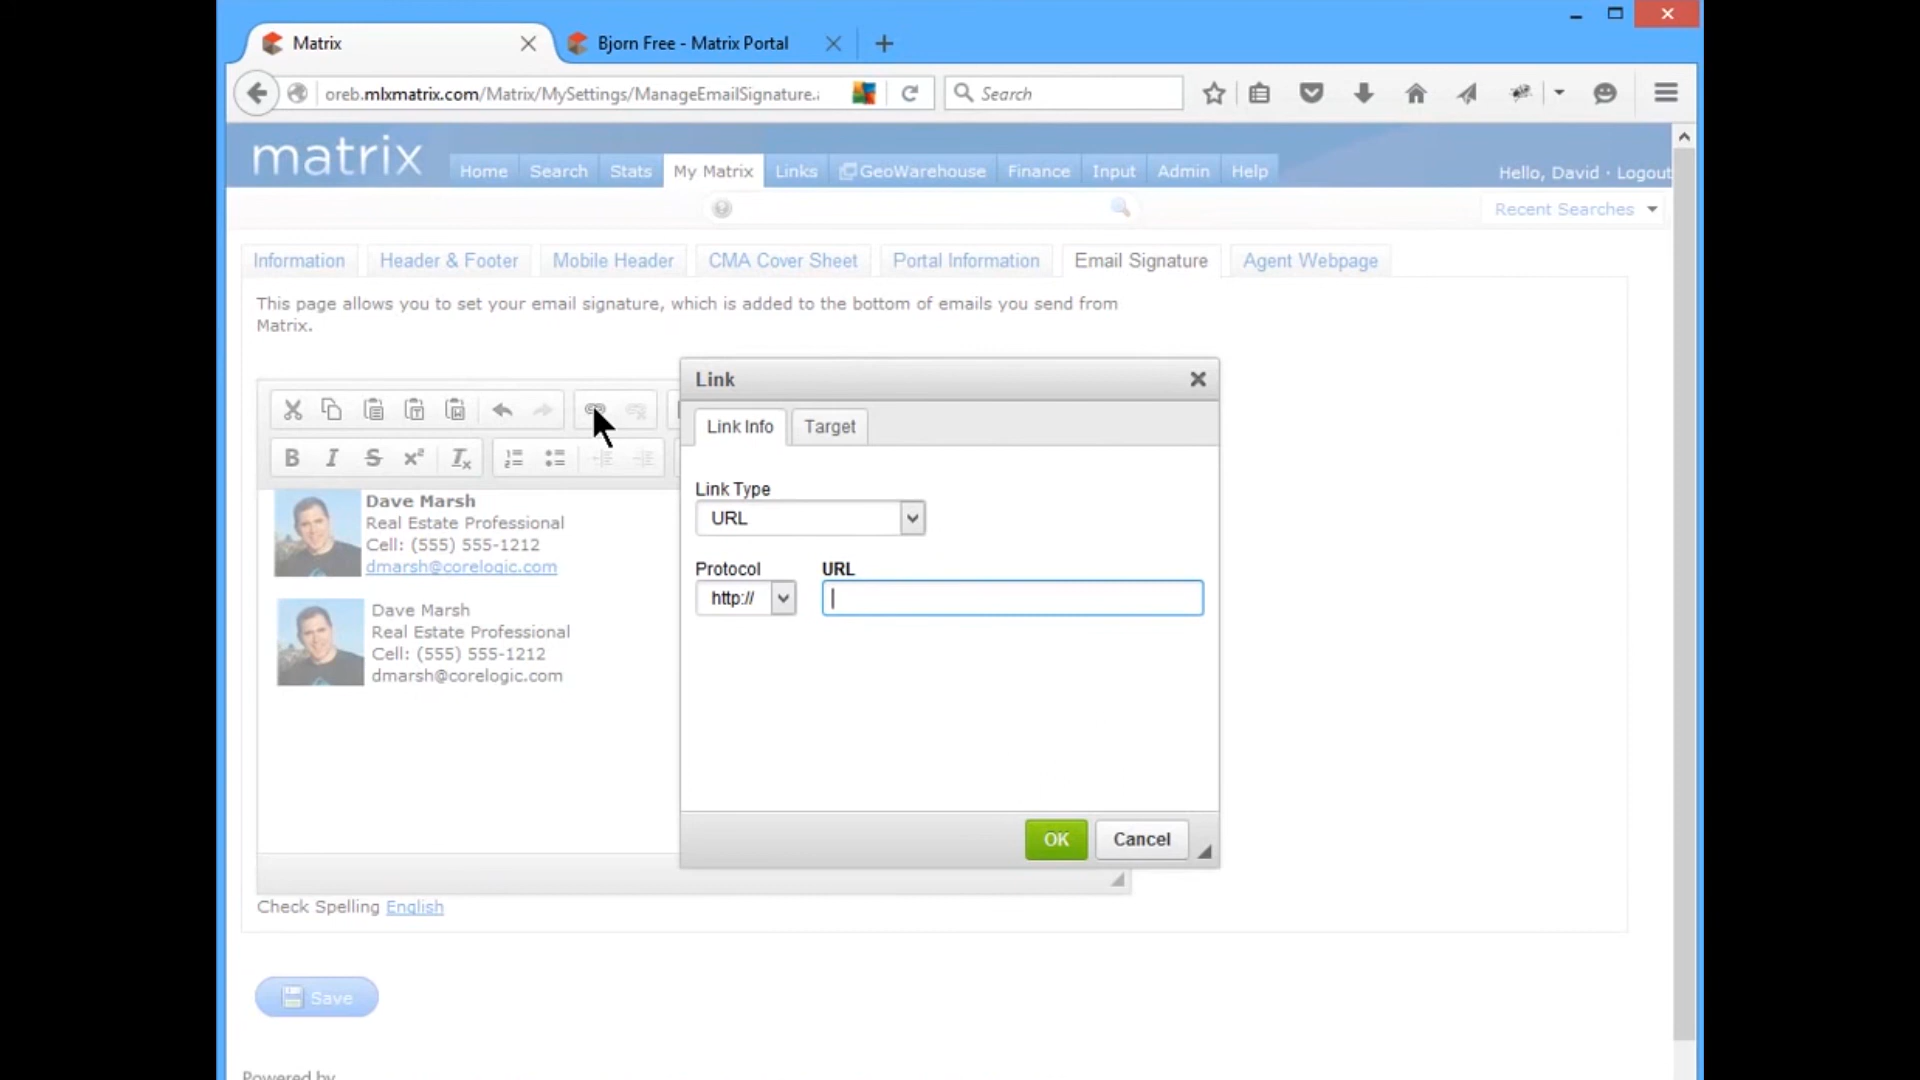 Matrix
Bjorn Free - Matrix Portal
oreb.mlxmatrix.com/Matrix/MySettings/ManageEmailSignature.a
Search
matrix
Home Search Stats My Matrix Links GeoWarehouse Finance Input Admin Help
Hello, David · Logout
Recent Searches
Information Header & Footer Mobile Header CMA Cover Sheet Portal Information Email Signature Agent Webpage
This page allows you to set your email signature, which is added to the bottom of emails you send from
Matrix.
Link
Link Info Target
Link Type
URL
Protocol URL
http://
OK Cancel
Dave Marsh
Real Estate Professional
Cell: (555) 555-1212
dmarsh@corelogic.com
Dave Marsh
Real Estate Professional
Cell: (555) 555-1212
dmarsh@corelogic.com
Check Spelling English
Save
Powered by